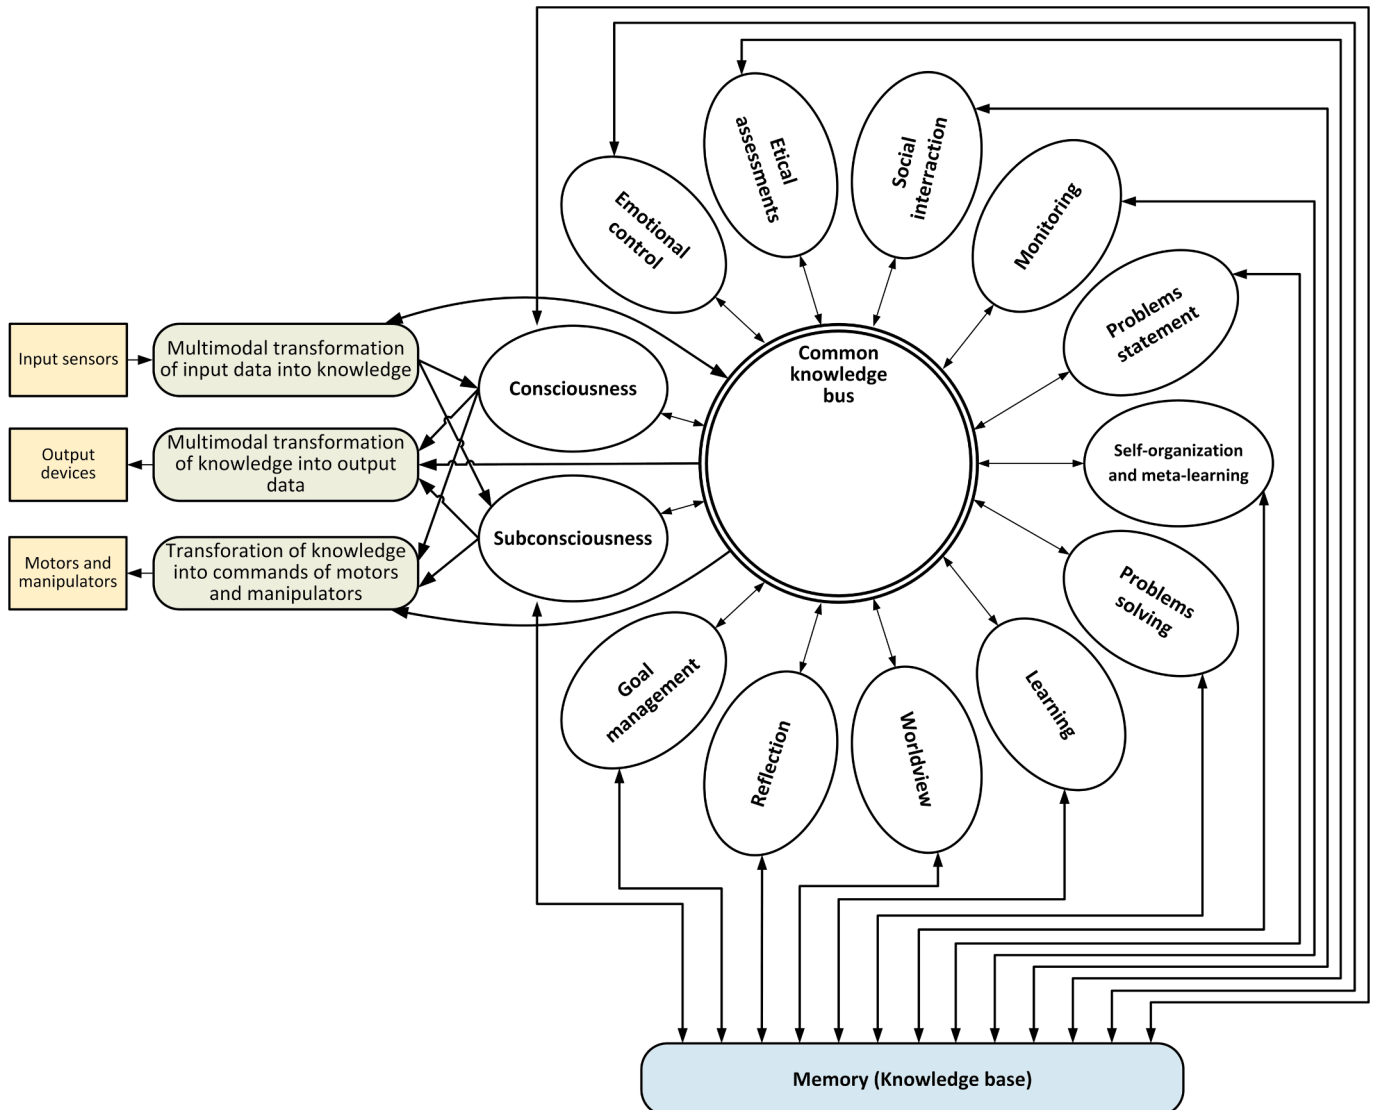 Input sensors
Multimodal transformation
of input data into knowledge
Output
devices
Multimodal transformation
of knowledge into output
data
Motors and
manipulators
Transforation of knowledge
into commands of motors
and manipulators
Consciousness
Subconsciousness
Emotional
control
Etical
assessments
Social
interraction
Monitoring
Problems
statement
Self-organization
and meta-learning
Problems
solving
Learning
Worldview
Reflection
Goal
management
Common
knowledge
bus
Memory (Knowledge base)